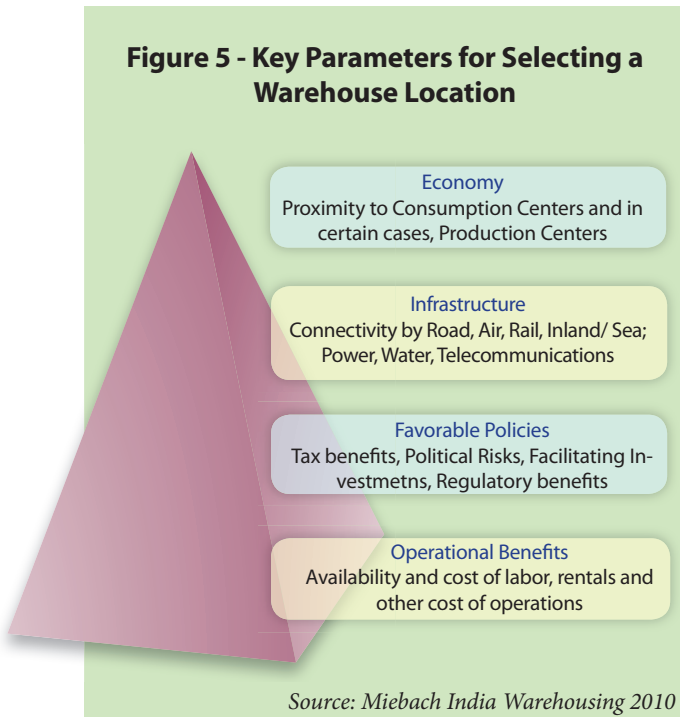 Figure 5 - Key Parameters for Selecting a
Warehouse Location
Economy
Proximity to Consumption Centers and in
certain cases, Production Centers
Infrastructure
Connectivity by Road, Air, Rail, Inland/ Sea;
Power, Water, Telecommunications
Favorable Policies
Tax benefits, Political Risks, Facilitating In-
vestmetns, Regulatory benefits
Operational Benefits
Availability and cost of labor, rentals and
other cost of operations
Source: Miebach India Warehousing 2010